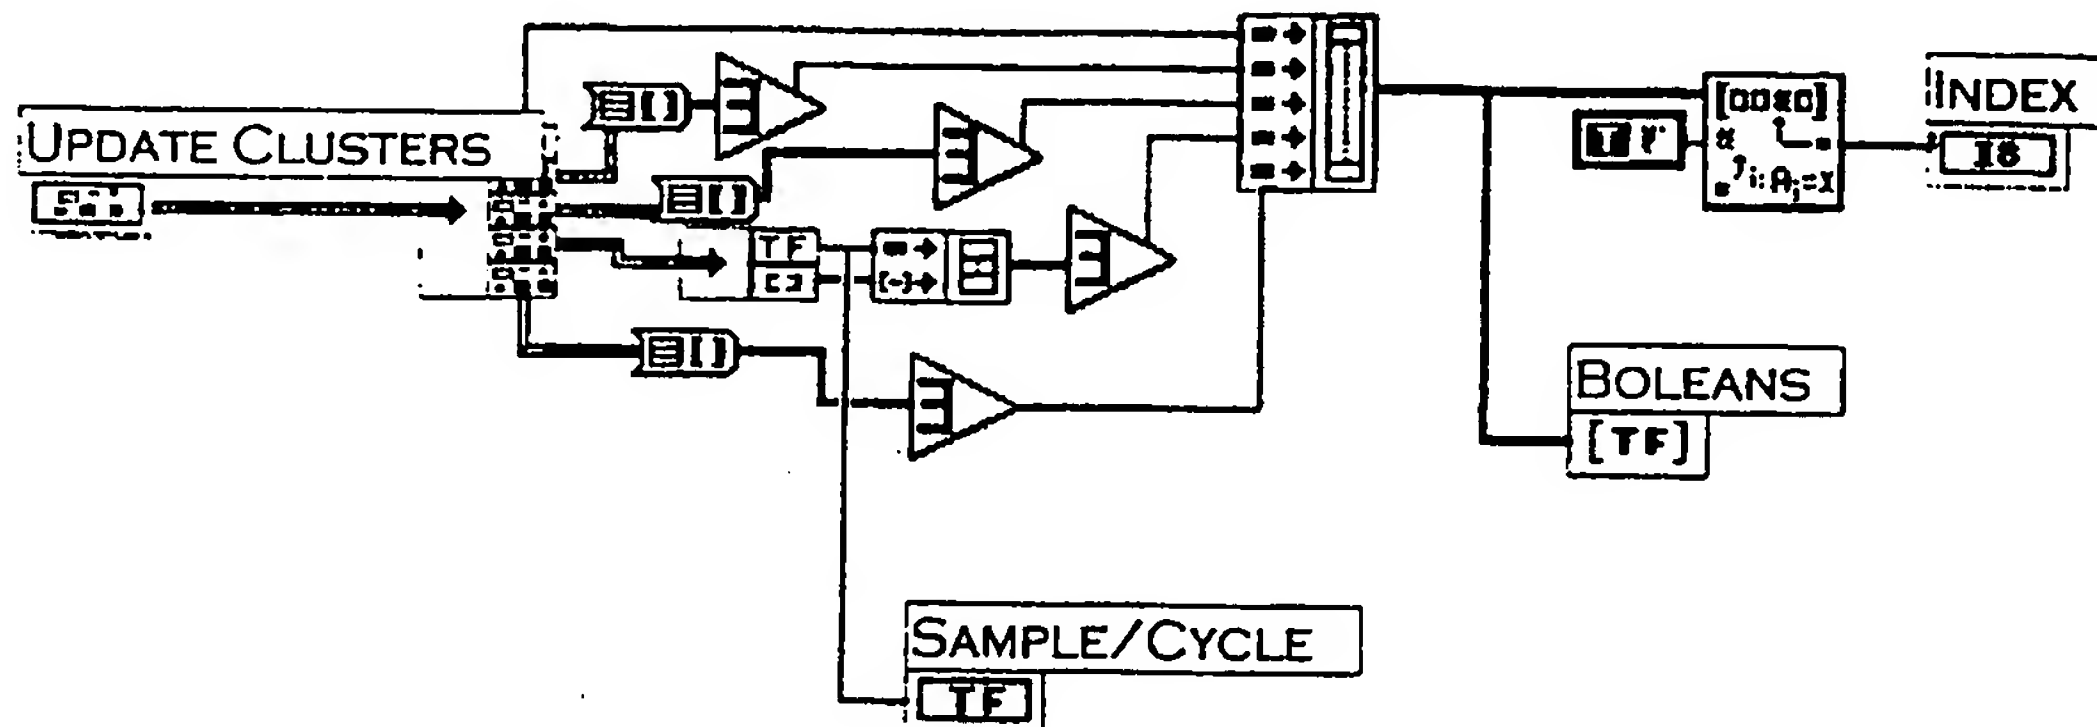 UPDATE CLUSTERS
INDEX
I8
TF
BOLEANS
[TF]
SAMPLE/CYCLE
TF